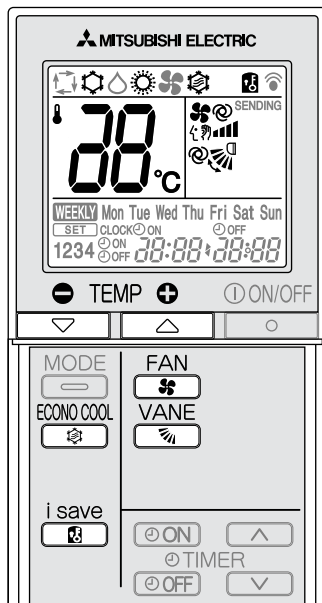 MITSUBISHI ELECTRIC
SENDING
88°C
WEEKLY Mon Tue Wed Thu Fri Sat Sun
SET CLOCK ON OFF
1234 ON OFF 88:88 88:88
TEMP ON/OFF
MODE FAN
ECONO COOL VANE
i save
ON
TIMER
OFF